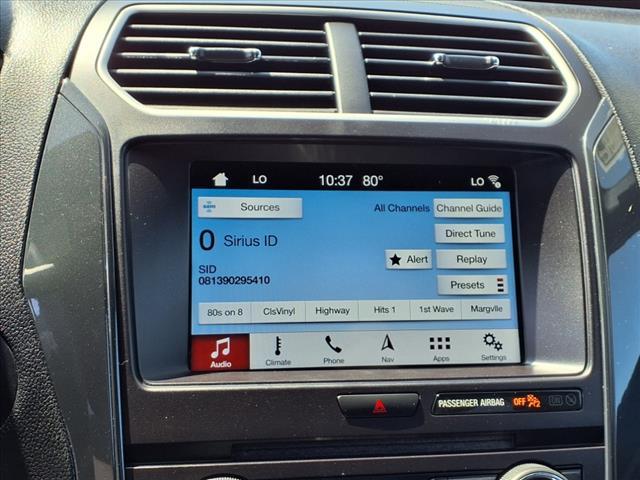 LO 10:37 80° LO
Sources All Channels Channel Guide
Direct Tune
0 Sirius ID
Alert Replay
SID
081390295410
Presets
80s on 8 ClsVinyl Highway Hits 1 1st Wave Margvlle
Audio Climate Phone Nav Apps Settings
PASSENGER AIRBAG OFF ON